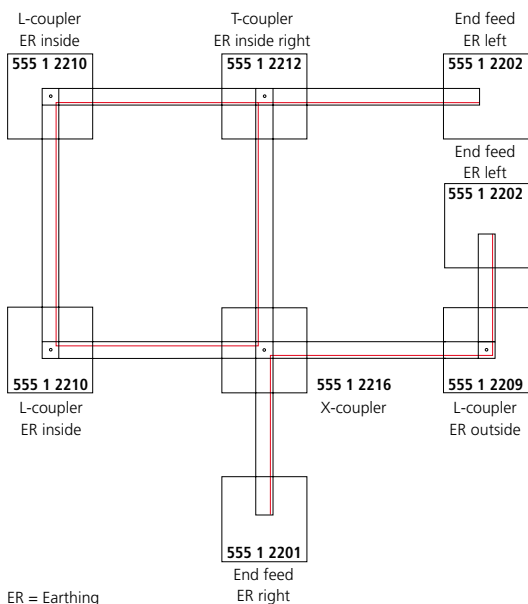 L-coupler
ER inside
555 1 2210
T-coupler
ER inside right
555 1 2212
End feed
ER left
555 1 2202
End feed
ER left
555 1 2202
555 1 2210
L-coupler
ER inside
555 1 2216
X-coupler
555 1 2209
L-coupler
ER outside
555 1 2201
End feed
ER right
ER = Earthing